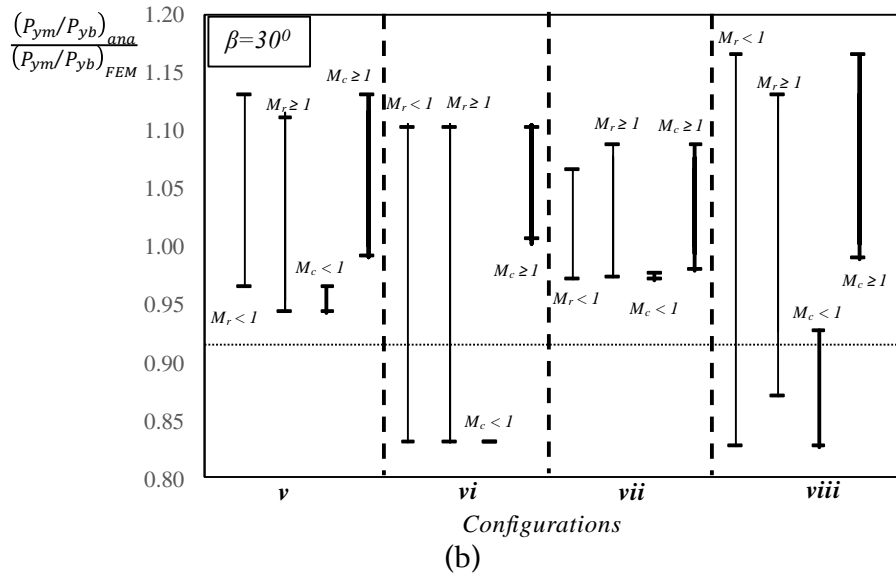 (P_ym/P_yb)_ana
(P_ym/P_yb)_FEM
β=30⁰
1.20
1.15
1.10
1.05
1.00
0.95
0.90
0.85
0.80
M_r < 1
M_r ≥ 1
M_c < 1
M_c ≥ 1
M_r < 1
M_r ≥ 1
M_c < 1
M_c ≥ 1
M_r < 1
M_r ≥ 1
M_c < 1
M_c ≥ 1
M_r < 1
M_r ≥ 1
M_c < 1
M_c ≥ 1
v vi vii viii
Configurations
(b)